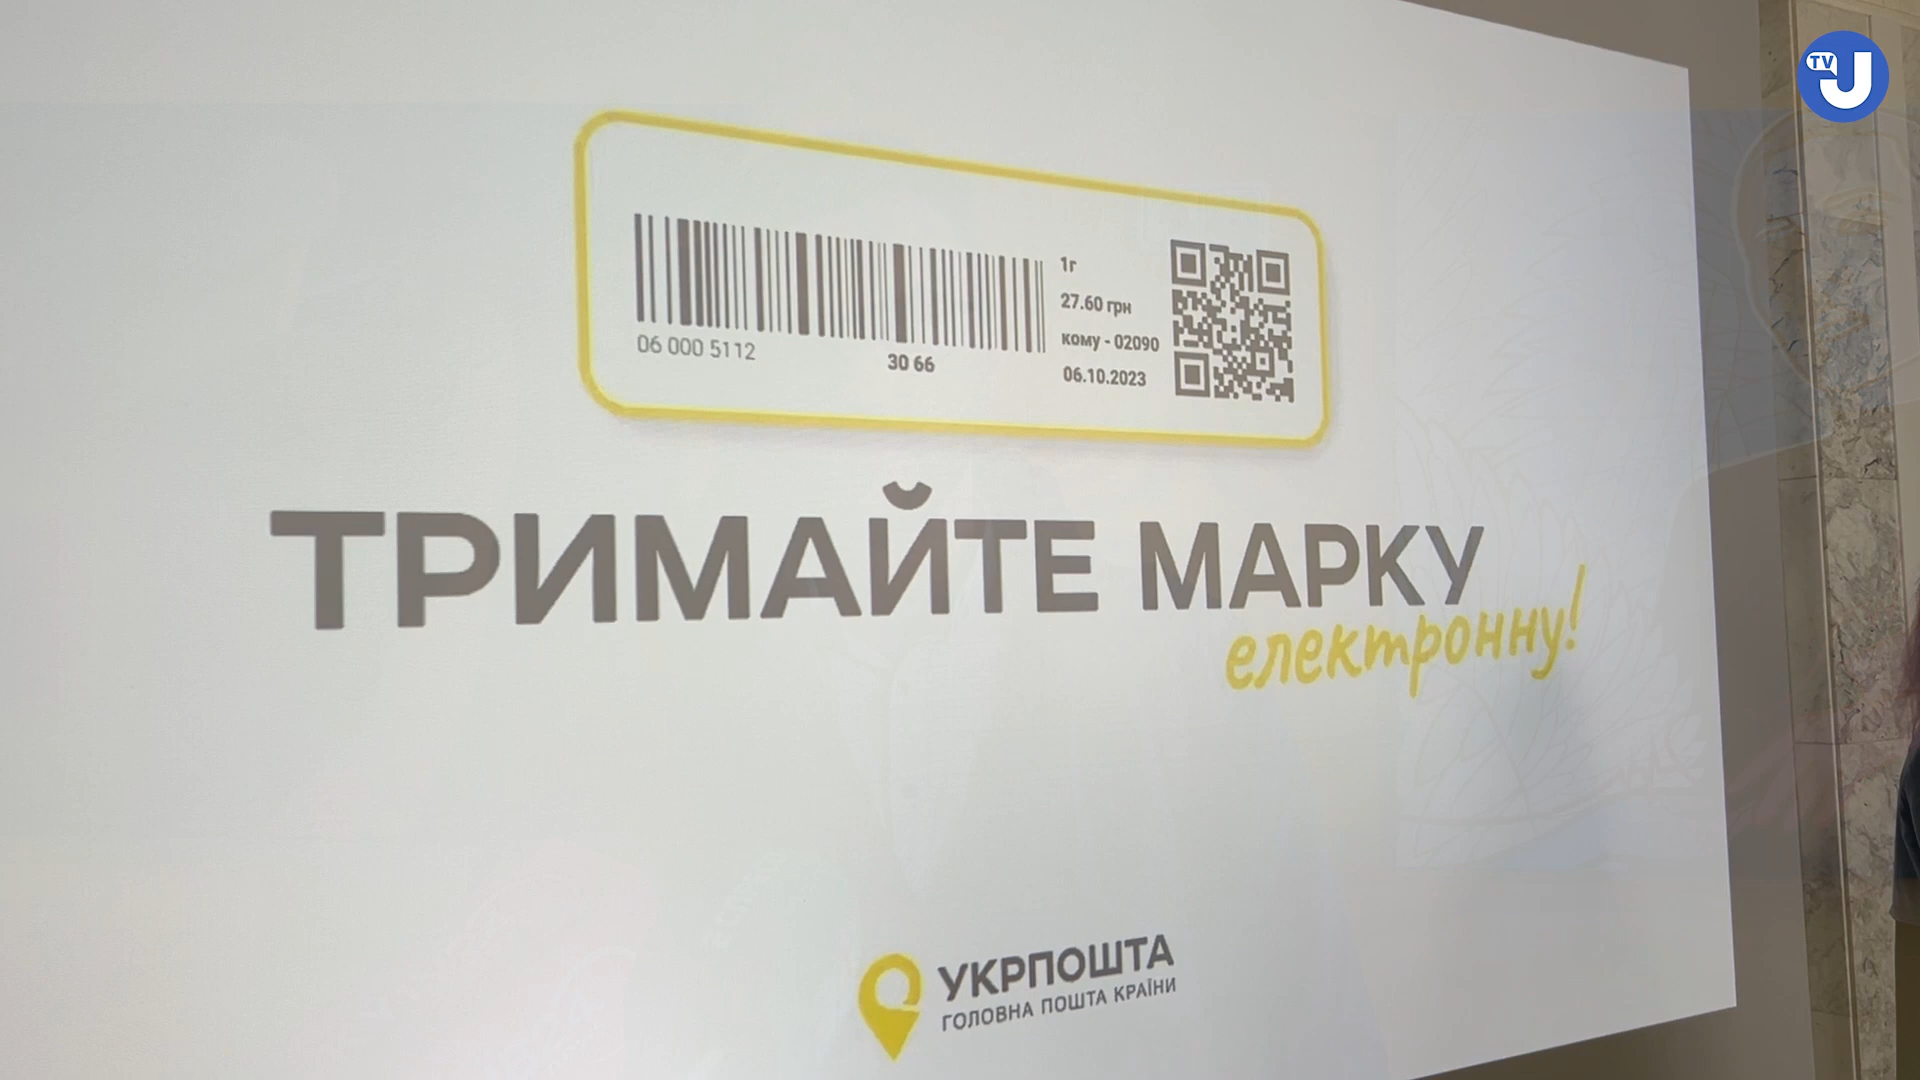 TV U
1г
27.60 грн
кому - 02090
06.10.2023
06 000 5112
30 66
ТРИМАЙТЕ МАРКУ
електронну!
УКРПОШТА
ГОЛОВНА ПОШТА КРАЇНИ